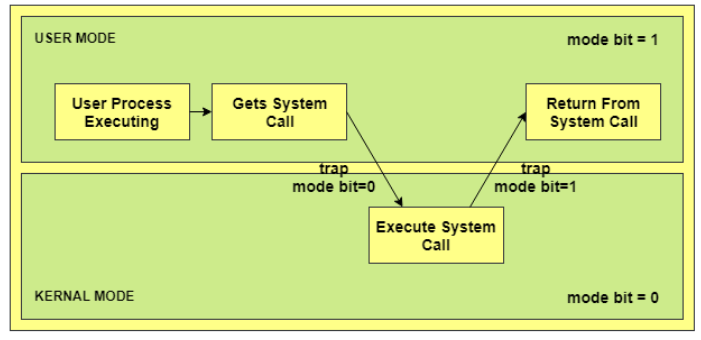 USER MODE
mode bit = 1
User Process
Executing
Gets System
Call
Return From
System Call
trap
mode bit=0
trap
mode bit=1
Execute System
Call
KERNAL MODE
mode bit = 0